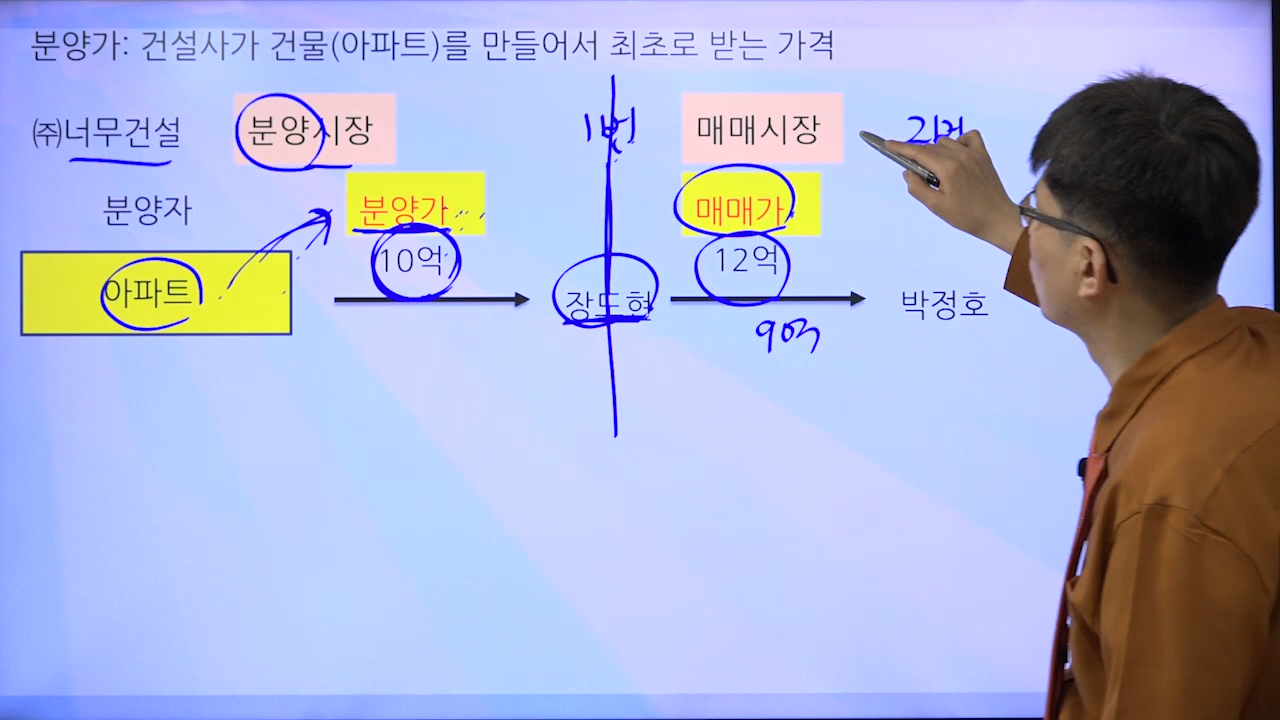 분양가: 건설사가 건물(아파트)를 만들어서 최초로 받는 가격
㈜너무건설 분양시장 1번 매매시장
분양자 분양가 매매가
아파트 10억 장도현 12억 박정호
9억